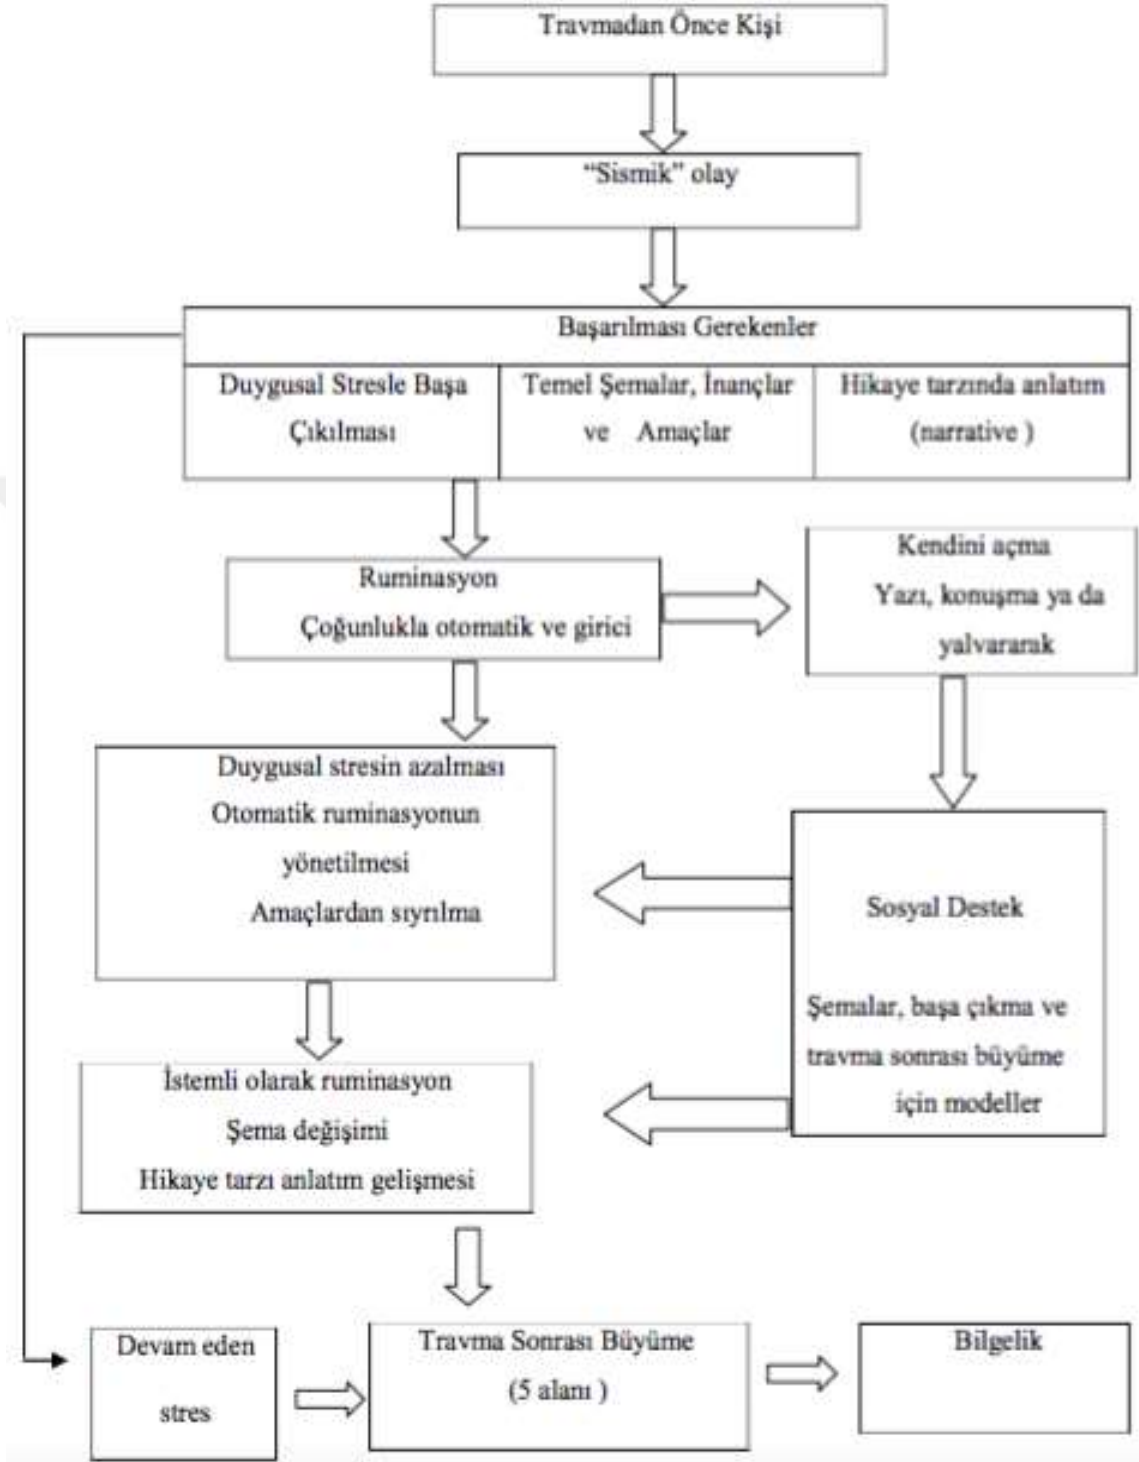 Travmadan Önce Kişi
“Sismik” olay
Başarılması Gerekenler
Duygusal Stresle Başa
Çıkılması
Temel Şemalar, İnançlar
ve Amaçlar
Hikaye tarzında anlatım
(narrative )
Ruminasyon
Çoğunlukla otomatik ve girici
Kendini açma
Yazı, konuşma ya da
yalvararak
Duygusal stresin azalması
Otomatik ruminasyonun
yönetilmesi
Amaçlardan sıyrılma
Sosyal Destek
Şemalar, başa çıkma ve
travma sonrası büyüme
için modeller
İstemli olarak ruminasyon
Şema değişimi
Hikaye tarzı anlatım gelişmesi
Devam eden
stres
Travma Sonrası Büyüme
(5 alanı )
Bilgelik